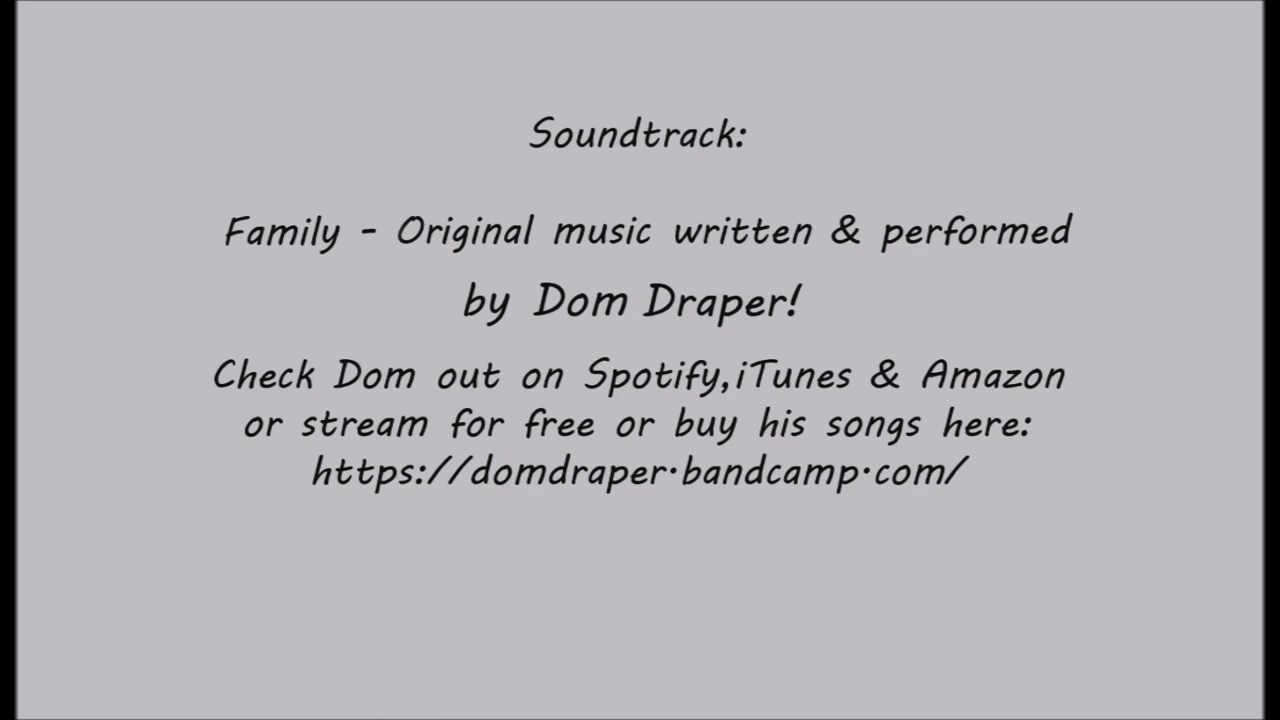 Soundtrack:
Family - Original music written & performed
by Dom Draper!
Check Dom out on Spotify,iTunes & Amazon
or stream for free or buy his songs here:
https://domdraper.bandcamp.com/